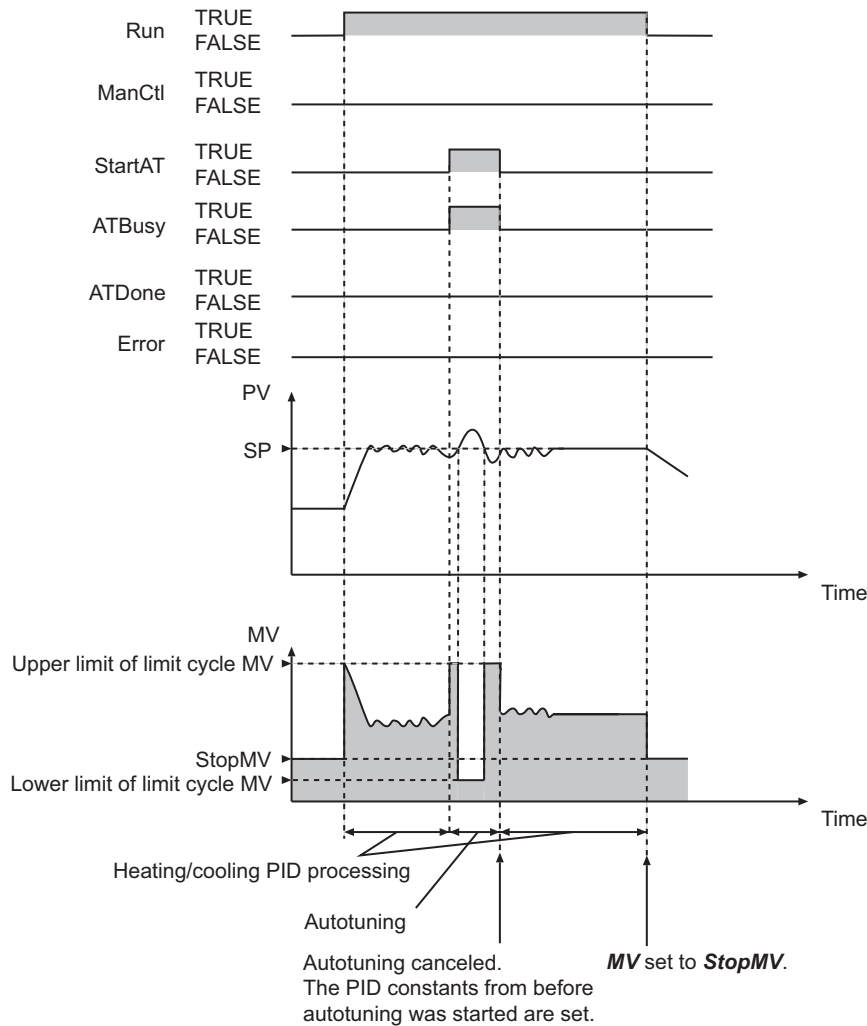 Run
TRUE
FALSE
ManCtl
TRUE
FALSE
StartAT
TRUE
FALSE
ATBusy
TRUE
FALSE
ATDone
TRUE
FALSE
Error
TRUE
FALSE
PV
SP
Time
MV
Upper limit of limit cycle MV
StopMV
Lower limit of limit cycle MV
Time
Heating/cooling PID processing
Autotuning
Autotuning canceled.
The PID constants from before
autotuning was started are set.
MV set to StopMV.